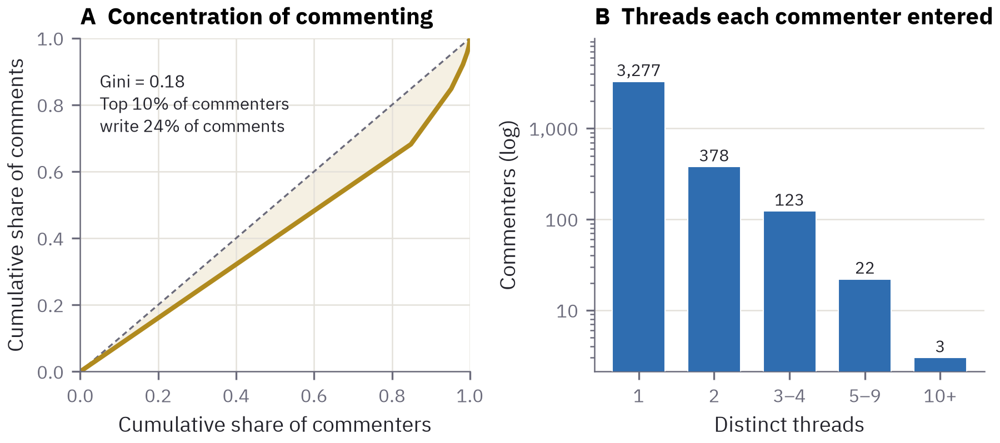 A Concentration of commenting
Cumulative share of comments
1.0
0.8
0.6
0.4
0.2
0.0
Gini = 0.18
Top 10% of commenters
write 24% of comments
0.0 0.2 0.4 0.6 0.8 1.0
Cumulative share of commenters
B Threads each commenter entered
Commenters (log)
1,000
100
10
3,277
378
123
22
3
1 2 3–4 5–9 10+
Distinct threads